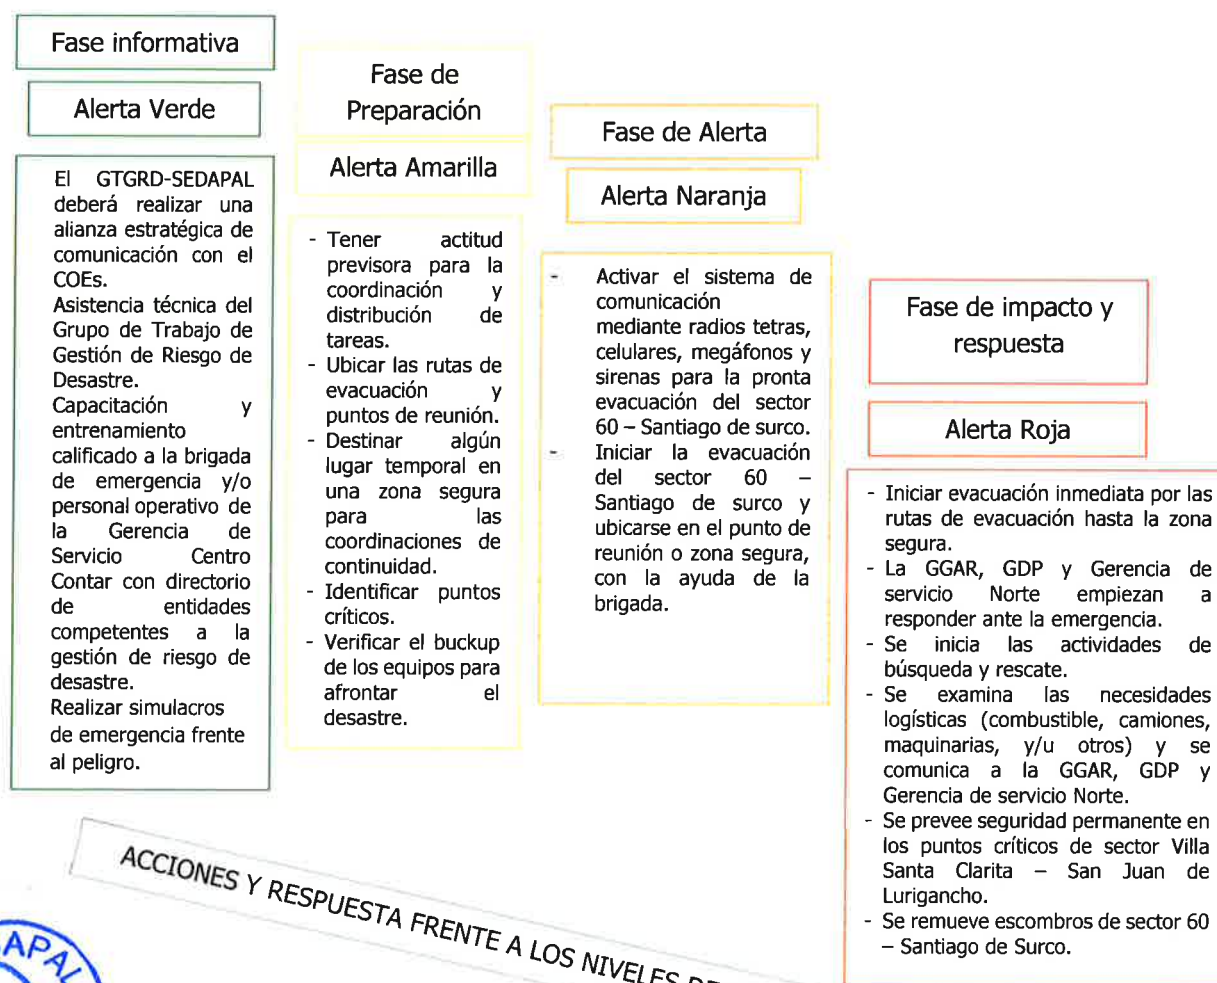 Fase informativa
Alerta Verde
El GTGRD-SEDAPAL
deberá realizar una
alianza estratégica de
comunicación con el
COEs.
Asistencia técnica del
Grupo de Trabajo de
Gestión de Riesgo de
Desastre.
Capacitación y
entrenamiento
calificado a la brigada
de emergencia y/o
personal operativo de
la Gerencia de
Servicio Centro
Contar con directorio
de entidades
competentes a la
gestión de riesgo de
desastre.
Realizar simulacros
de emergencia frente
al peligro.
Fase de
Preparación
Alerta Amarilla
- Tener actitud
previsora para la
coordinación y
distribución de
tareas.
- Ubicar las rutas de
evacuación y
puntos de reunión.
- Destinar algún
lugar temporal en
una zona segura
para las
coordinaciones de
continuidad.
- Identificar puntos
críticos.
- Verificar el buckup
de los equipos para
afrontar el
desastre.
Fase de Alerta
Alerta Naranja
- Activar el sistema de
comunicación
mediante radios tetras,
celulares, megáfonos y
sirenas para la pronta
evacuación del sector
60 – Santiago de surco.
- Iniciar la evacuación
del sector 60 –
Santiago de surco y
ubicarse en el punto de
reunión o zona segura,
con la ayuda de la
brigada.
Fase de impacto y
respuesta
Alerta Roja
- Iniciar evacuación inmediata por las
rutas de evacuación hasta la zona
segura.
- La GGAR, GDP y Gerencia de
servicio Norte empiezan a
responder ante la emergencia.
- Se inicia las actividades de
búsqueda y rescate.
- Se examina las necesidades
logísticas (combustible, camiones,
maquinarias, y/u otros) y se
comunica a la GGAR, GDP y
Gerencia de servicio Norte.
- Se prevee seguridad permanente en
los puntos críticos de sector Villa
Santa Clarita – San Juan de
Lurigancho.
- Se remueve escombros de sector 60
– Santiago de Surco.
ACCIONES Y RESPUESTA FRENTE A LOS NIVELES